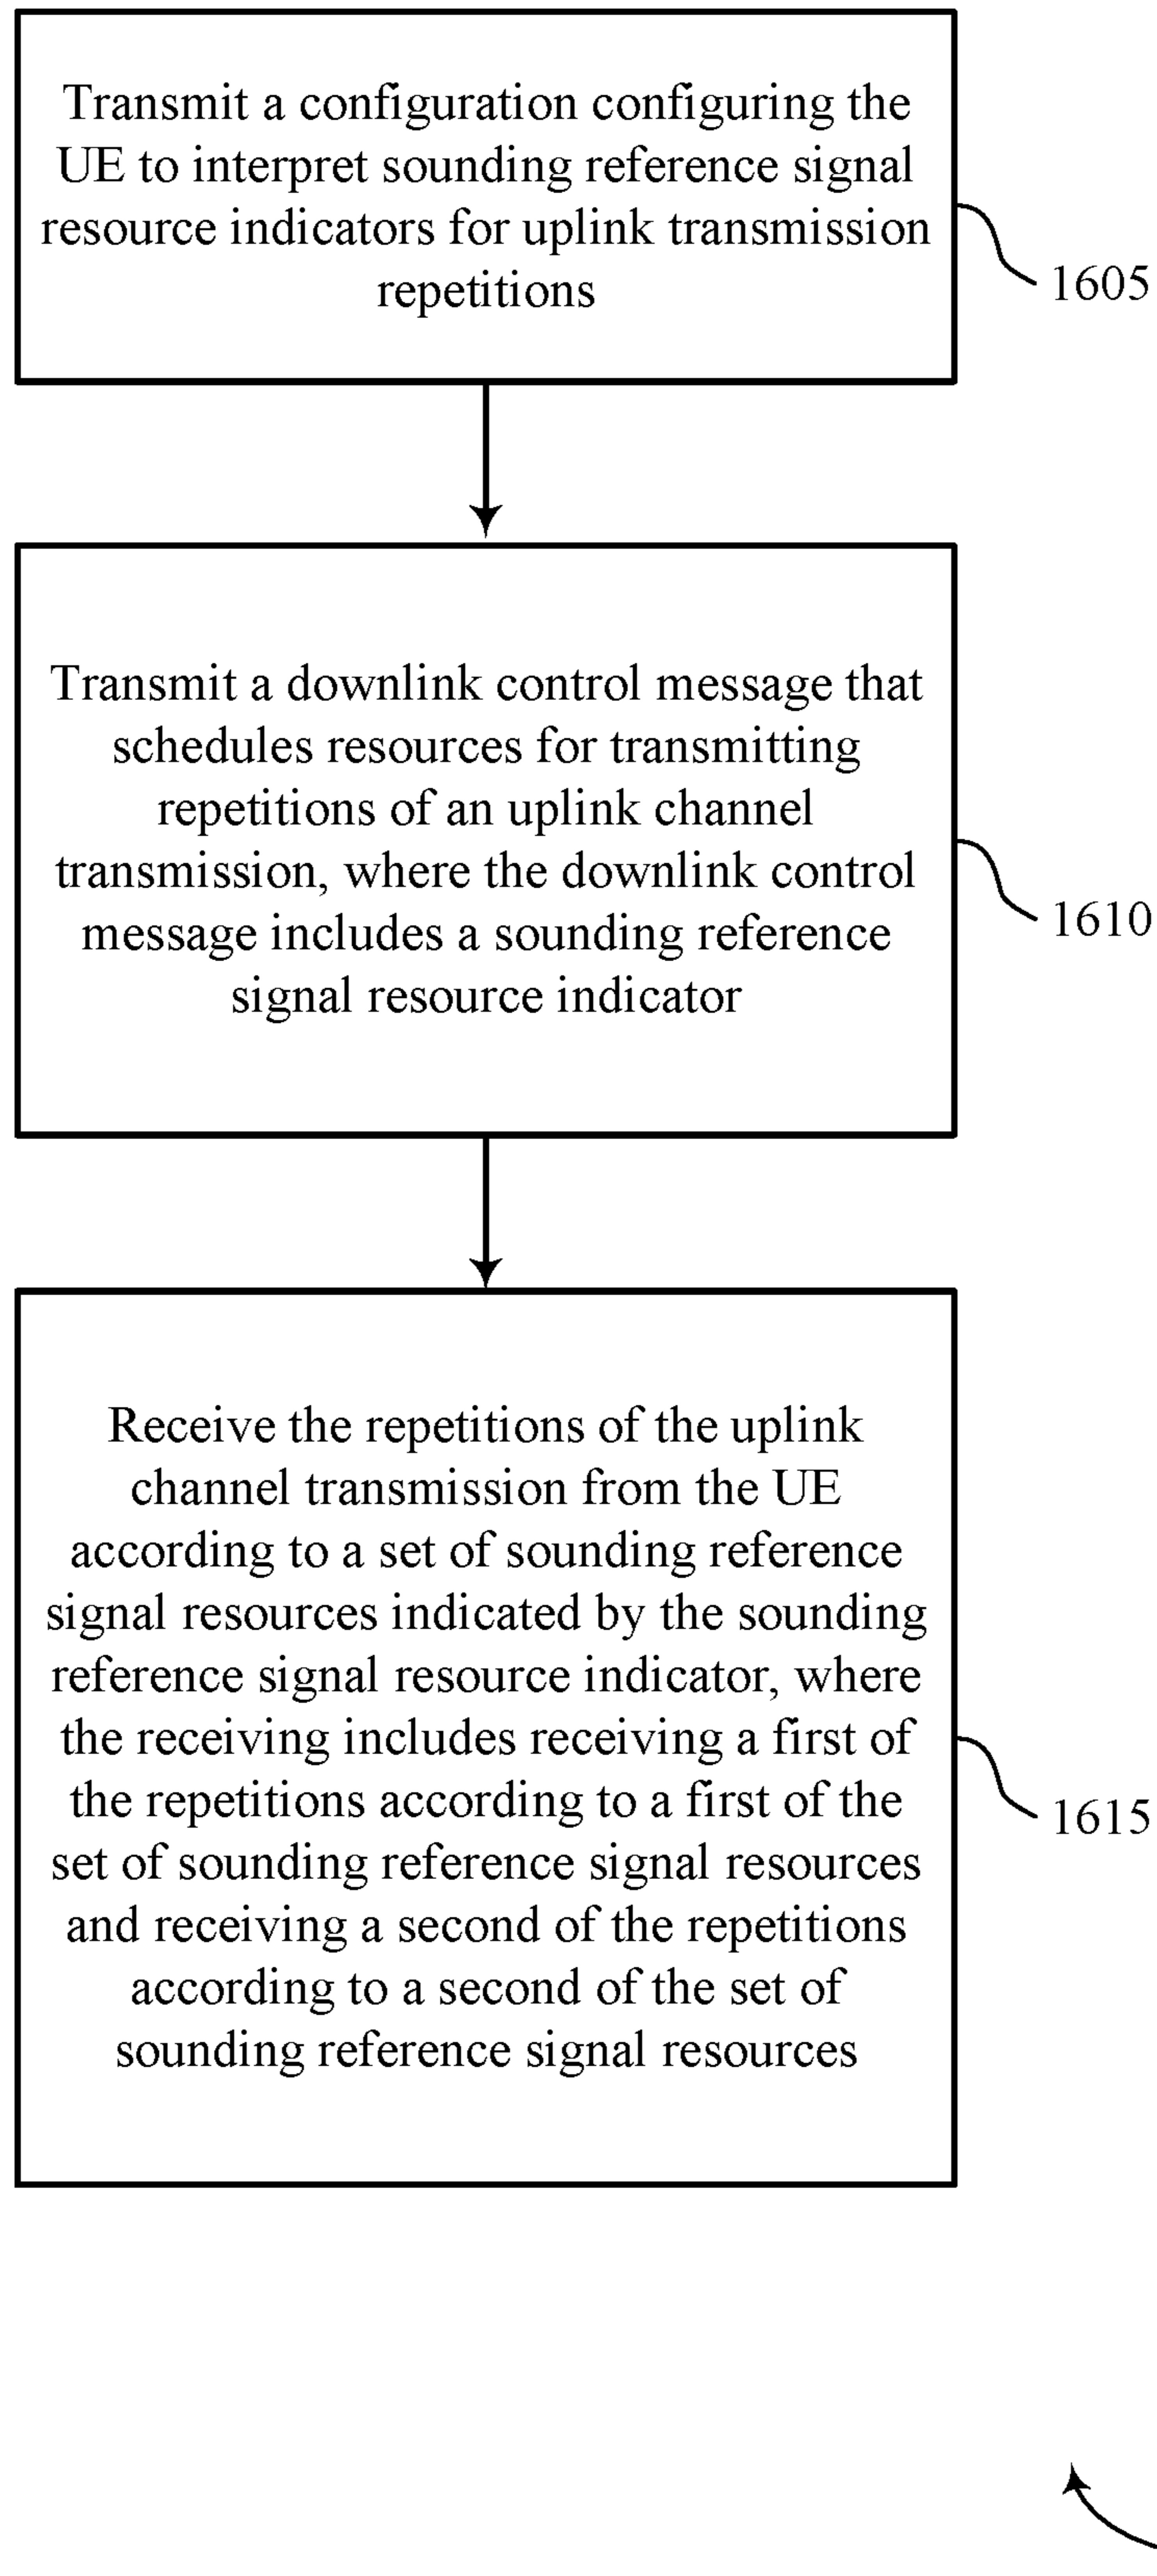 Transmit a configuration configuring the
UE to interpret sounding reference signal
resource indicators for uplink transmission
repetitions
1605
Transmit a downlink control message that
schedules resources for transmitting
repetitions of an uplink channel
transmission, where the downlink control
message includes a sounding reference
signal resource indicator
1610
Receive the repetitions of the uplink
channel transmission from the UE
according to a set of sounding reference
signal resources indicated by the sounding
reference signal resource indicator, where
the receiving includes receiving a first of
the repetitions according to a first of the
set of sounding reference signal resources
and receiving a second of the repetitions
according to a second of the set of
sounding reference signal resources
1615